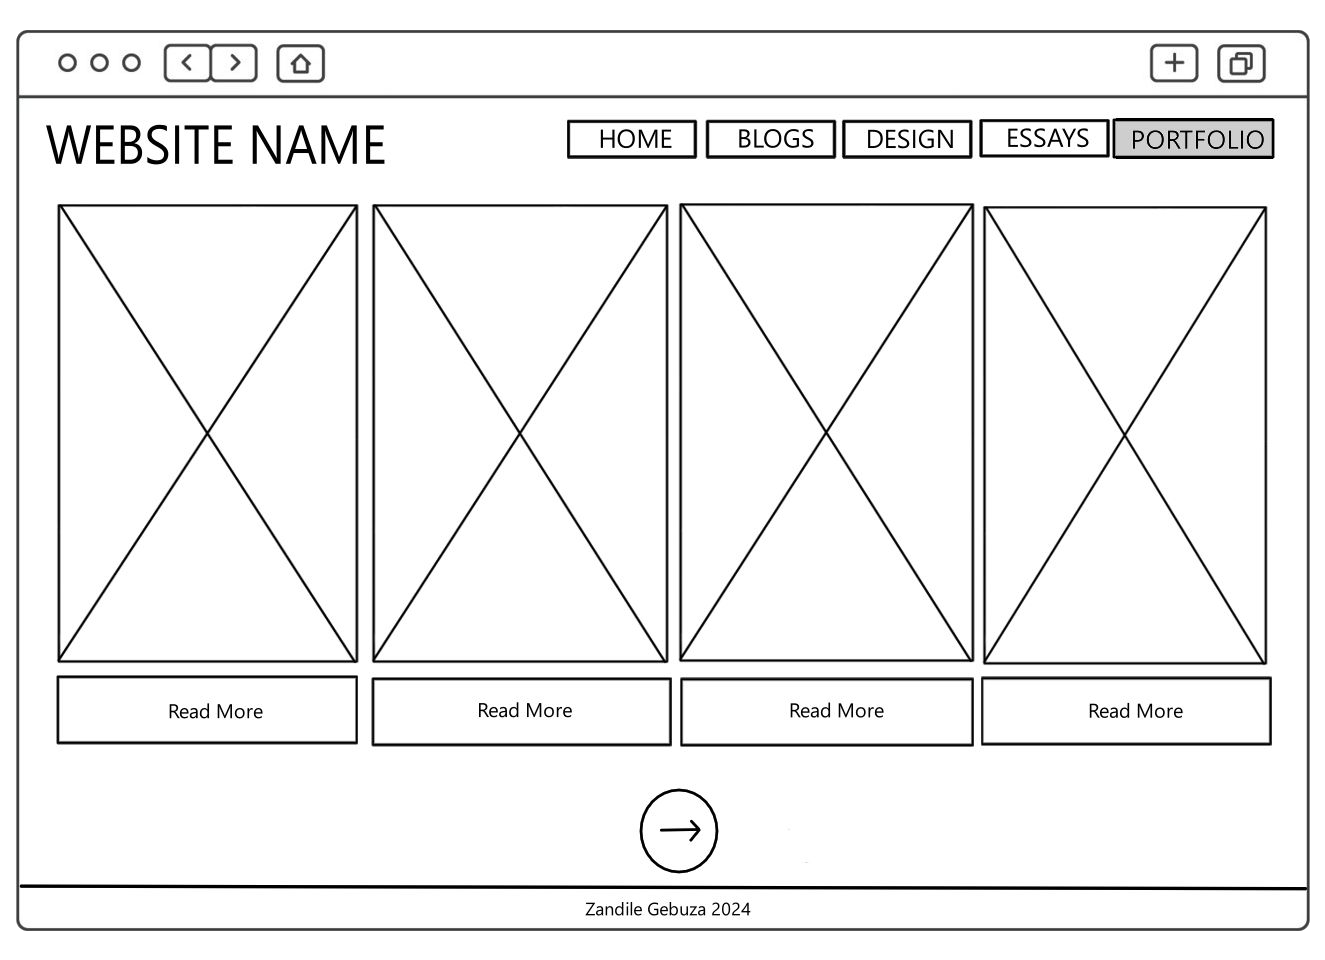 WEBSITE NAME
HOME
BLOGS
DESIGN
ESSAYS
PORTFOLIO
Read More
Read More
Read More
Read More
Zandile Gebuza 2024